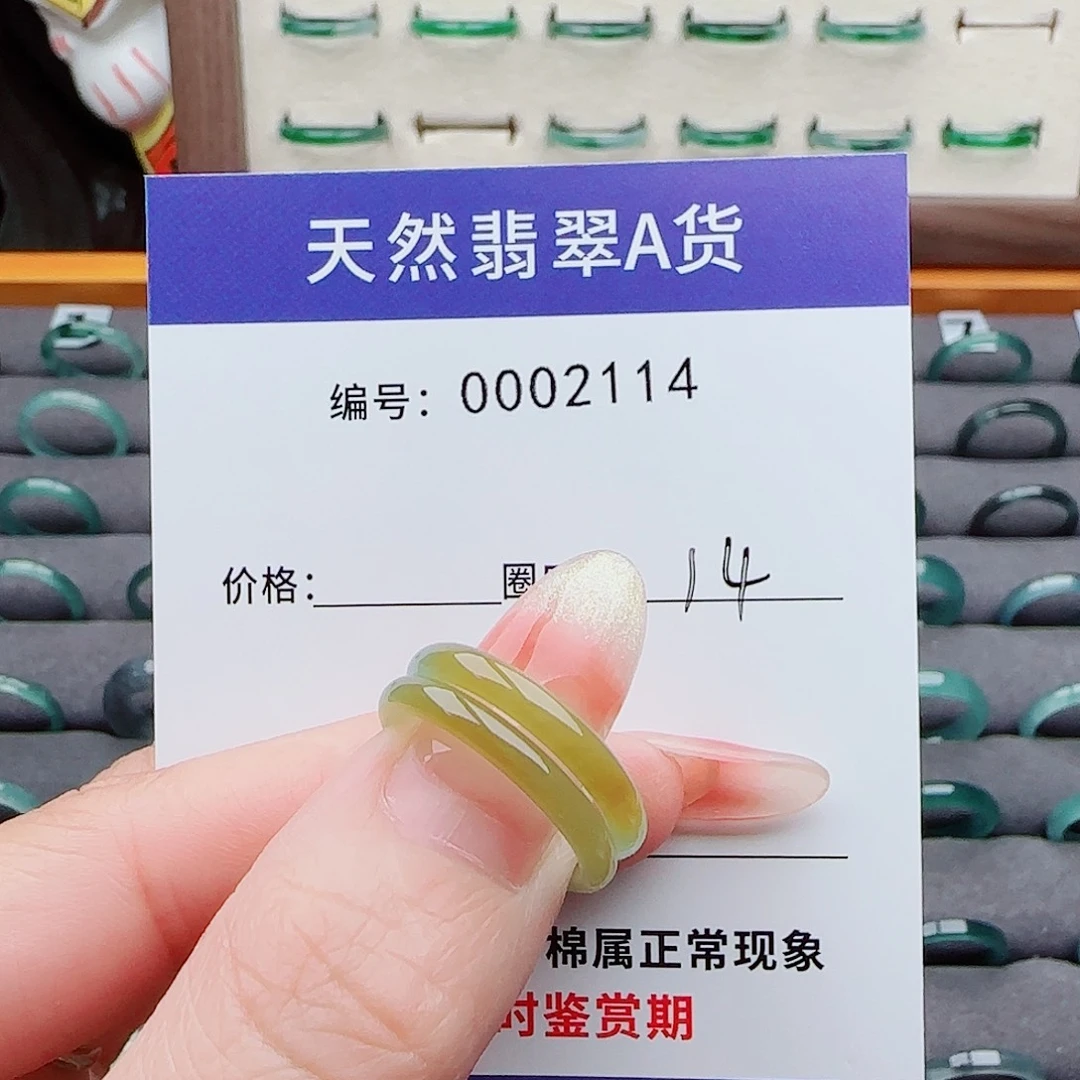 天然翡翠A货
编号：0002114
价格： 圈 14
棉属正常现象
时鉴赏期